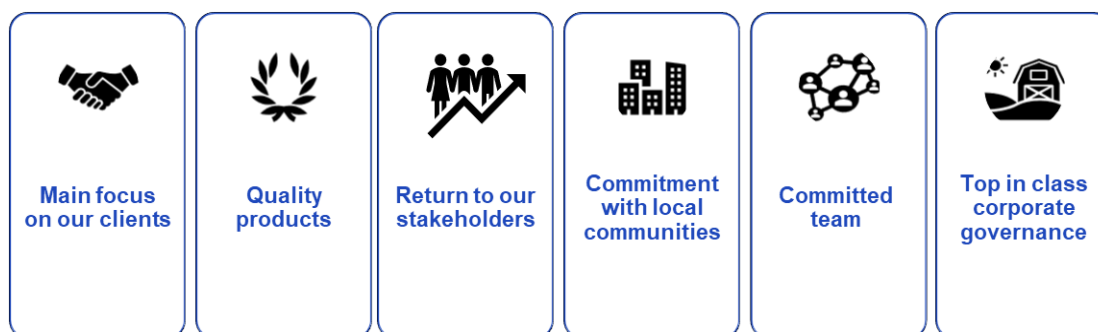 Main focus
on our clients
Quality
products
Return to our
stakeholders
Commitment
with local
communities
Committed
team
Top in class
corporate
governance